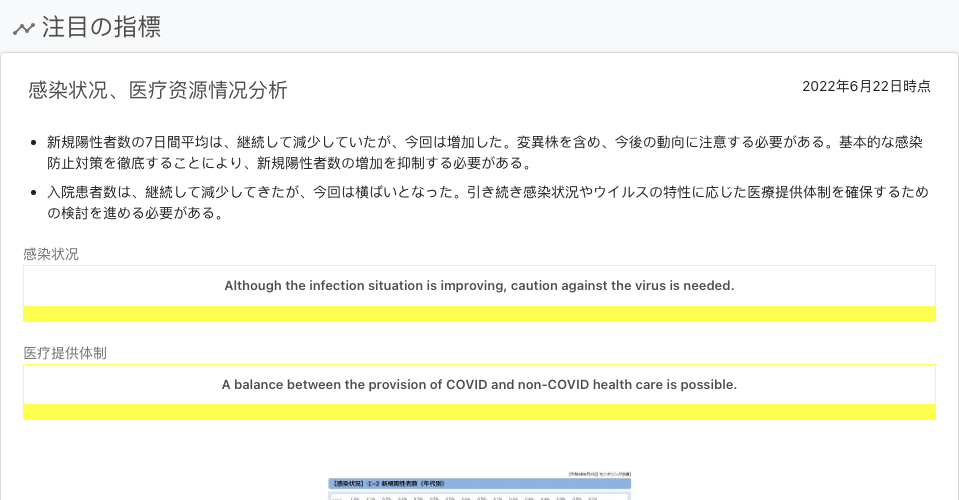 注目の指標
感染状况、医疗资源情况分析
2022年6月22日時点
新規陽性者数の7日間平均は、継続して減少していたが、今回は増加した。変異株を含め、今後の動向に注意する必要がある。基本的な感染
防止対策を徹底することにより、新規陽性者数の増加を抑制する必要がある。
入院患者数は、継続して減少してきたが、今回は横ばいとなった。引き続き感染状況やウイルスの特性に応じた医療提供体制を確保するため
の検討を進める必要がある。
感染状况
Although the infection situation is improving, caution against the virus is needed.
医疗提供体制
A balance between the provision of COVID and non-COVID health care is possible.
【感染状況】①-2 新規陽性者数（年代別）